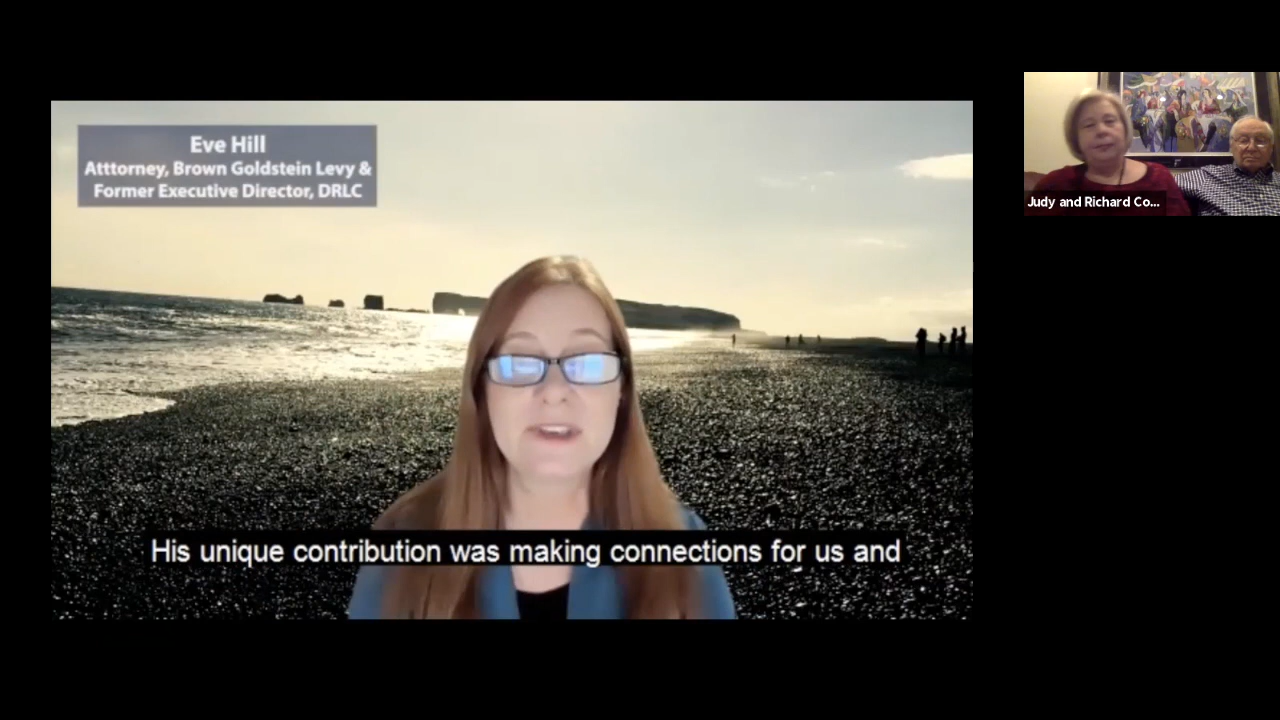 Eve Hill
Atttorney, Brown Goldstein Levy &
Former Executive Director, DRLC
Judy and Richard Co...
His unique contribution was making connections for us and